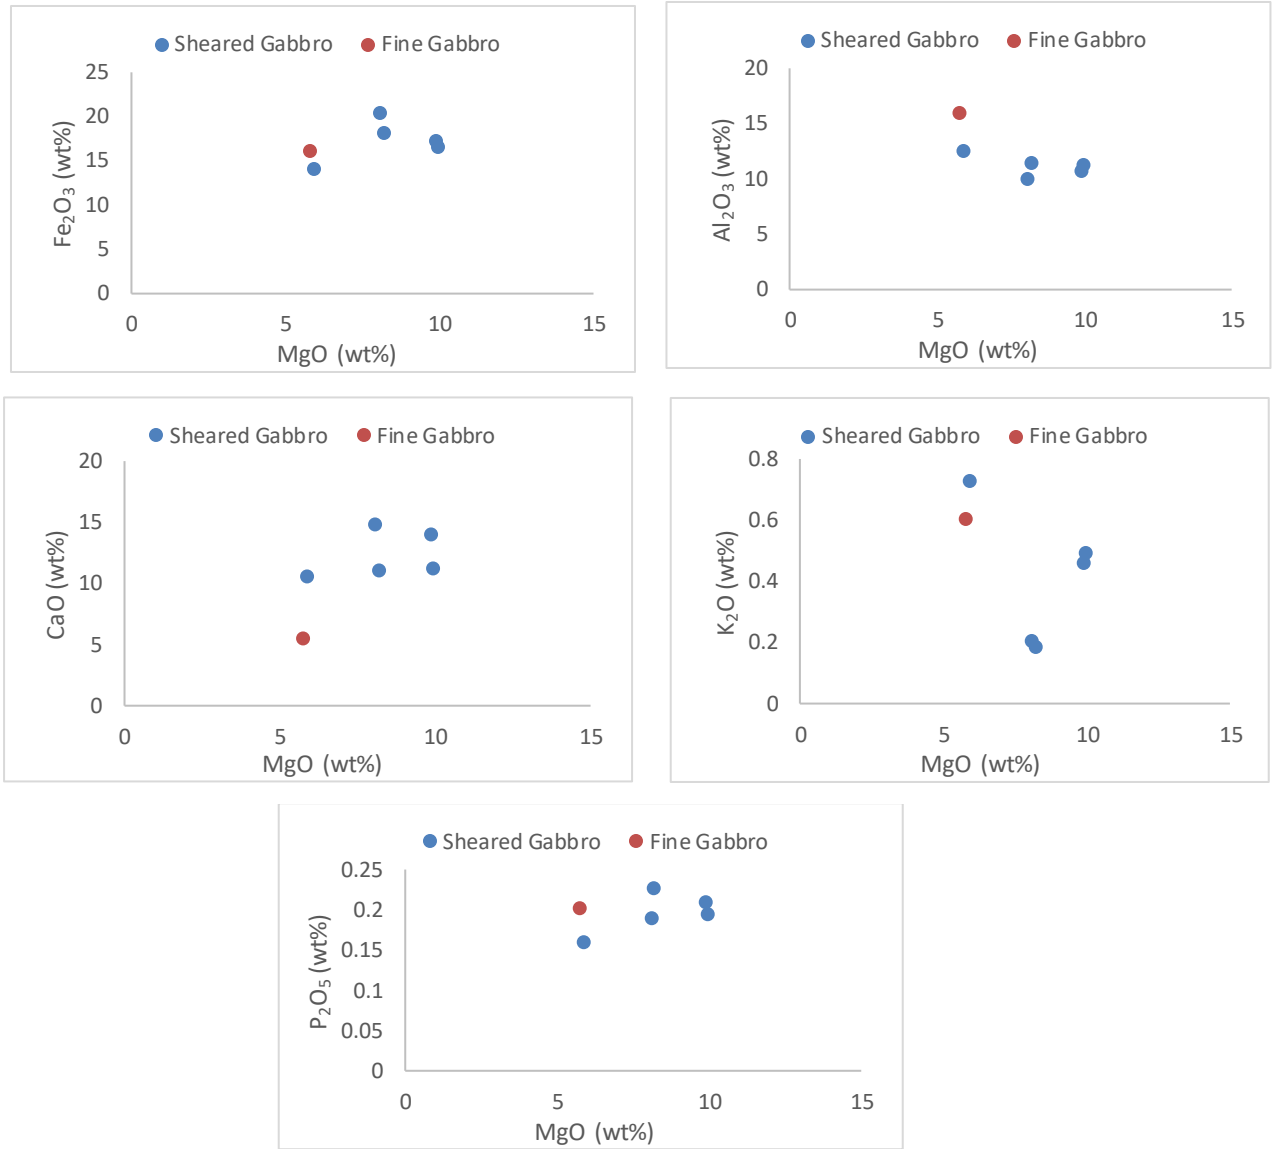 Sheared Gabbro Fine Gabbro
25
20
15
10
5
0
Fe₂O₃ (wt%)
0 5 10 15
MgO (wt%)
Sheared Gabbro Fine Gabbro
20
15
10
5
0
Al₂O₃ (wt%)
0 5 10 15
MgO (wt%)
Sheared Gabbro Fine Gabbro
20
15
10
5
0
CaO (wt%)
0 5 10 15
MgO (wt%)
Sheared Gabbro Fine Gabbro
0.8
0.6
0.4
0.2
0
K₂O (wt%)
0 5 10 15
MgO (wt%)
Sheared Gabbro Fine Gabbro
0.25
0.2
0.15
0.1
0.05
0
P₂O₅ (wt%)
0 5 10 15
MgO (wt%)